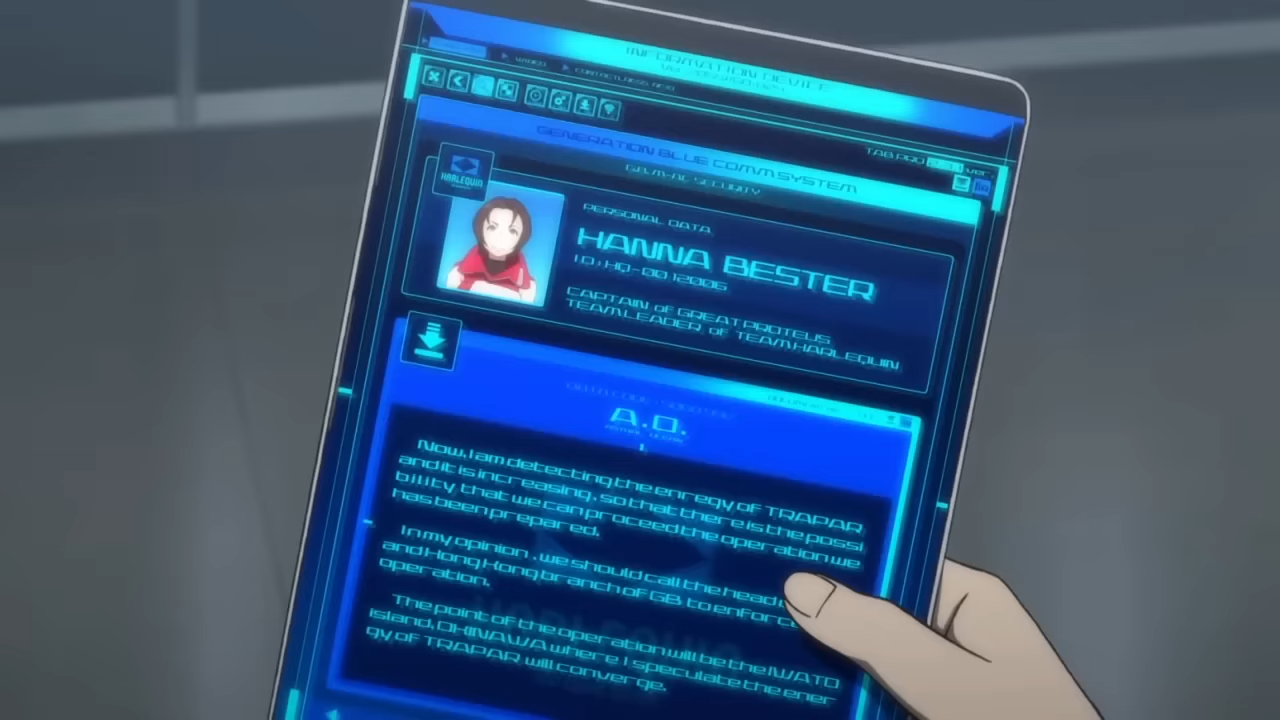 INFORMATION DEVICE
TAB PRO
ver.
GENERATION BLUE COMM.SYSTEM
SECURITY
HARLEQUIN
PERSONAL DATA
HANNA BESTER
CAPTAIN of GREAT PROTEUS
TEAM LEADER of TEAM HARLEQUIN
A.O.
Now, I am detecting the enregy of TRAPAR,
and it is increasing, so that there is the possi
bility that we can proceed the operation we
has been prepared.
In my opinion, we should call the head
and Hong Kong branch of GB to enforce
operation.
The point of the operation will be the IWATO
island, OKINAWA where I speculate the ener
gy of TRAPAR will converge.